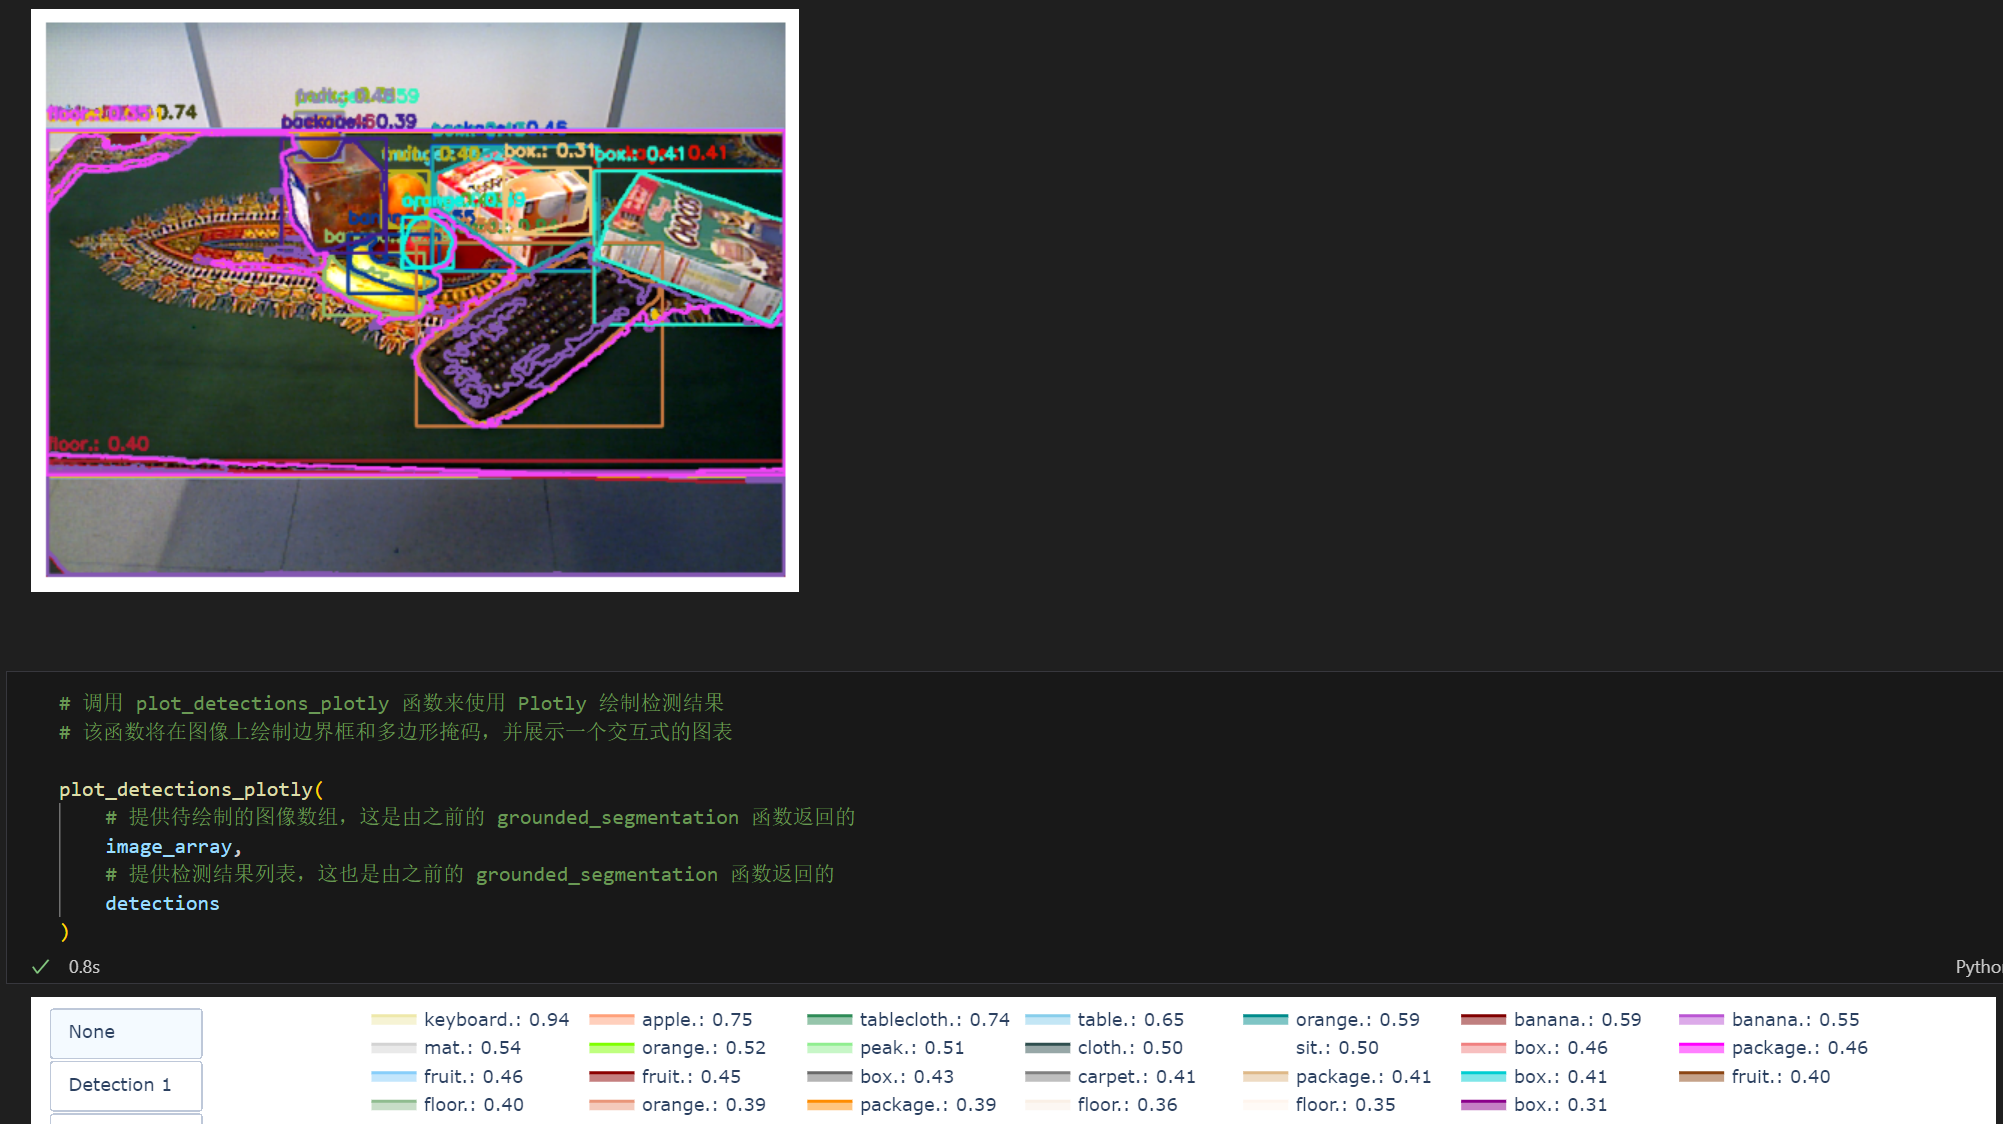 0.74
0.39
box.: 0.31
box.: 0.41
0.41
CHOCOS
floor.: 0.40
# 调用 plot_detections_plotly 函数来使用 Plotly 绘制检测结果
# 该函数将在图像上绘制边界框和多边形掩码，并展示一个交互式的图表
plot_detections_plotly(
# 提供待绘制的图像数组，这是由之前的 grounded_segmentation 函数返回的
image_array,
# 提供检测结果列表，这也是由之前的 grounded_segmentation 函数返回的
detections
)
0.8s
None
Detection 1
keyboard.: 0.94 apple.: 0.75 tablecloth.: 0.74 table.: 0.65 orange.: 0.59 banana.: 0.59 banana.: 0.55
mat.: 0.54 orange.: 0.52 peak.: 0.51 cloth.: 0.50 sit.: 0.50 box.: 0.46 package.: 0.46
fruit.: 0.46 fruit.: 0.45 box.: 0.43 carpet.: 0.41 package.: 0.41 box.: 0.41 fruit.: 0.40
floor.: 0.40 orange.: 0.39 package.: 0.39 floor.: 0.36 floor.: 0.35 box.: 0.31